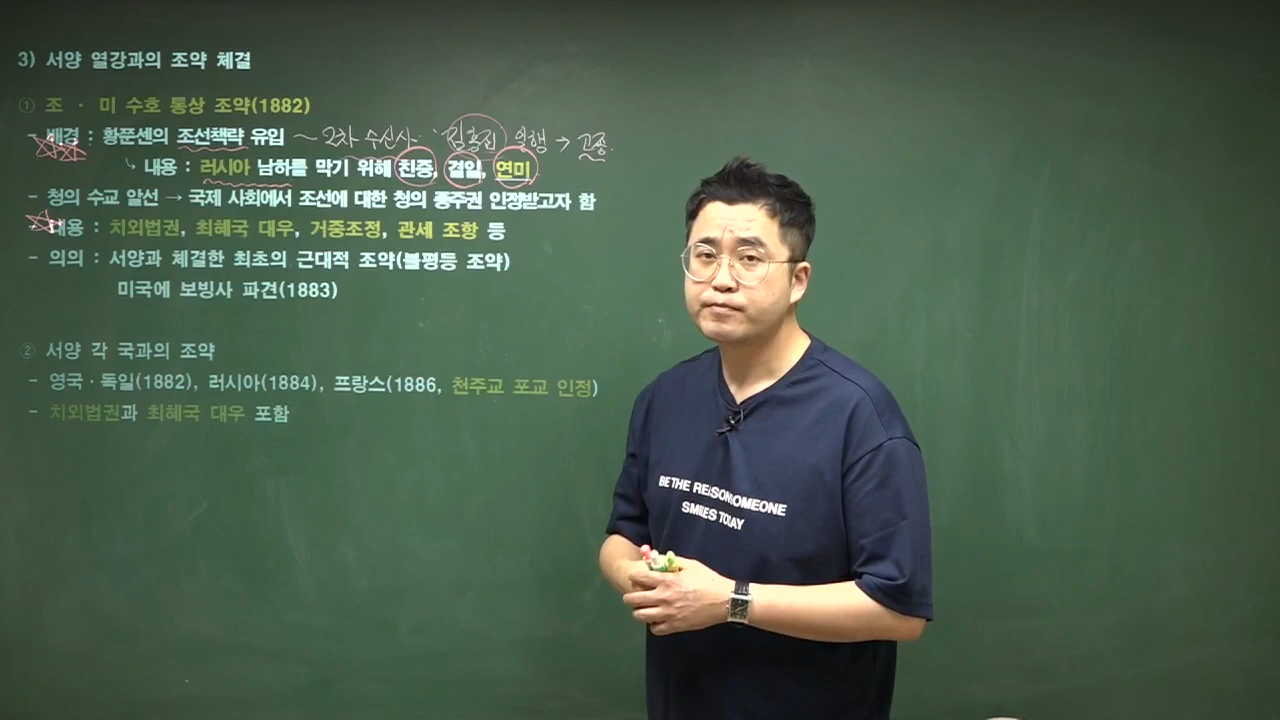 3) 서양 열강과의 조약 체결
① 조 · 미 수호 통상 조약(1882)
- 배경 : 황쭌셴의 조선책략 유입 ~ 2차 수신사 김홍집 일행 → 고종
내용 : 러시아 남하를 막기 위해 친중, 결일, 연미
- 청의 수교 알선 → 국제 사회에서 조선에 대한 청의 종주권 인정받고자 함
내용 : 치외법권, 최혜국 대우, 거중조정, 관세 조항 등
- 의의 : 서양과 체결한 최초의 근대적 조약(불평등 조약)
미국에 보빙사 파견(1883)
② 서양 각 국과의 조약
- 영국·독일(1882), 러시아(1884), 프랑스(1886, 천주교 포교 인정)
- 치외법권과 최혜국 대우 포함
BE THE REASON SOMEONE
SMILES TODAY